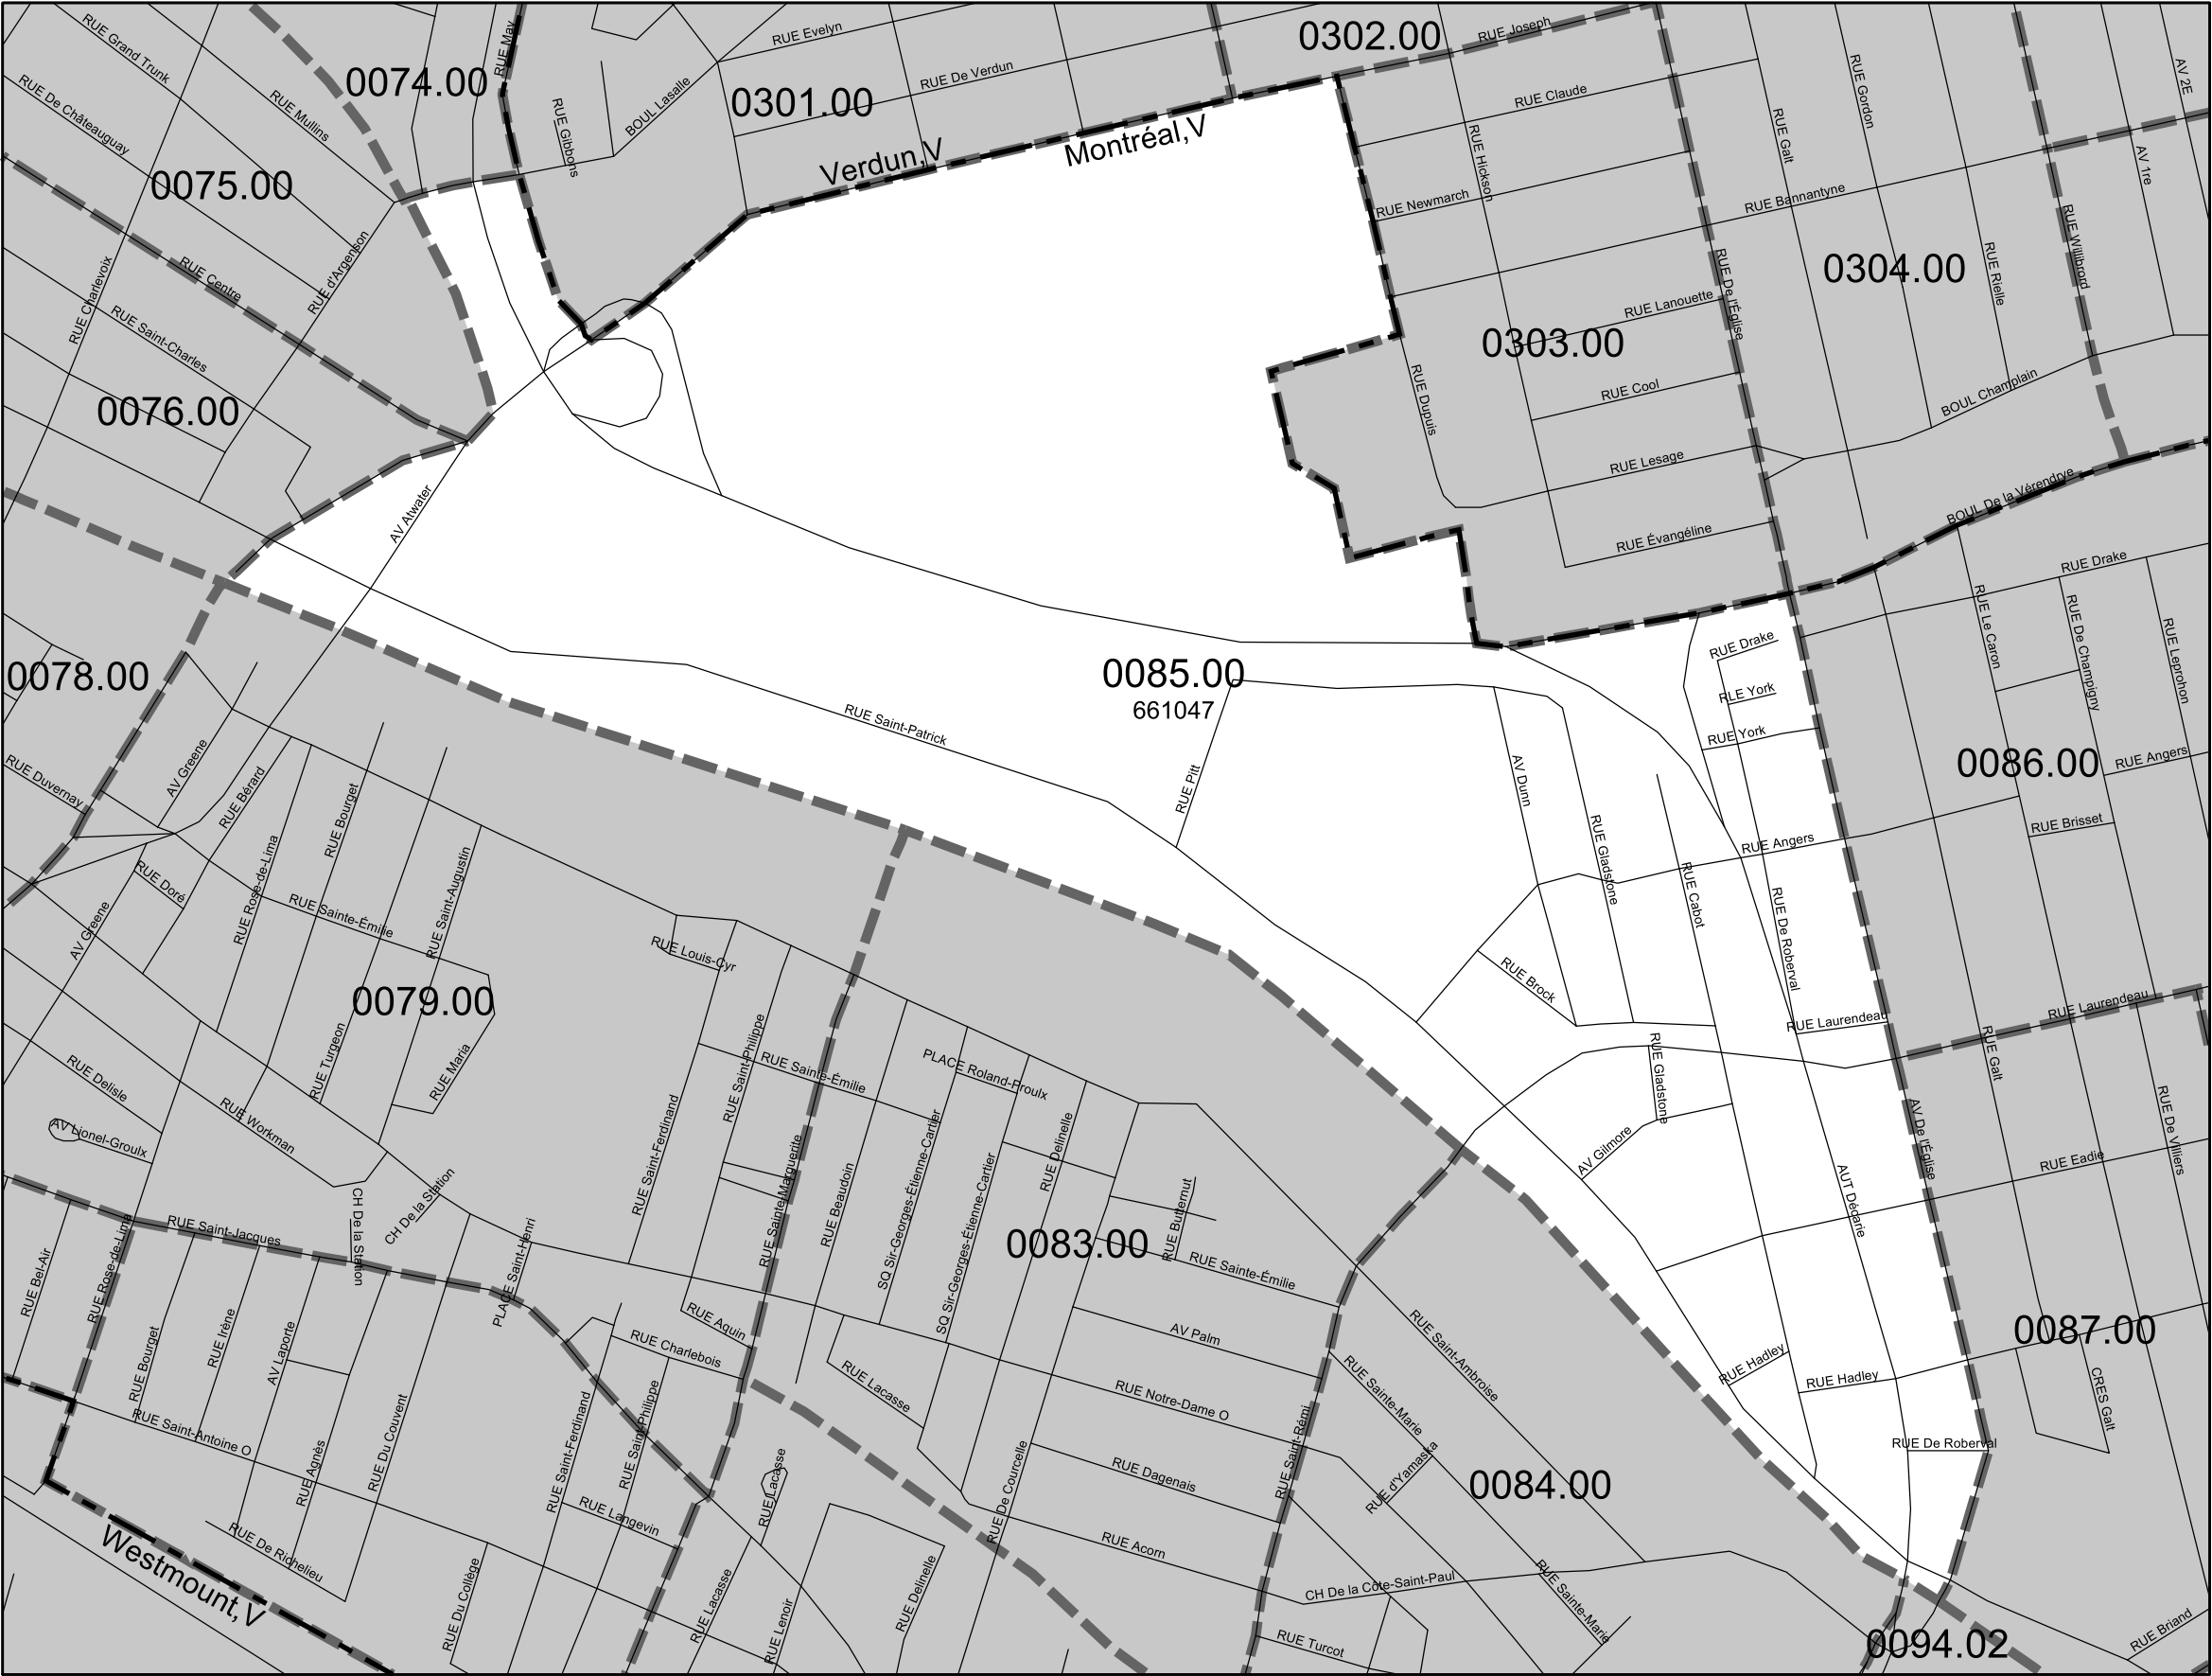 RUE Grand Trunk
RUE De Châteauguay
RUE Mullins
0074.00
RUE May
RUE Gibbons
BOUL Lasalle
RUE Evelyn
0301.00
RUE De Verdun
Verdun,V
Montréal,V
0302.00
RUE Joseph
RUE Claude
RUE Hickson
RUE Newmarch
RUE Galt
RUE Gordon
RUE Bannantyne
AV 2E
AV 1re
RUE Willibrord
RUE Rielle
0304.00
RUE De l'Église
RUE Lanouette
0303.00
RUE Cool
RUE Dupuis
RUE Lesage
RUE Évangéline
BOUL Champlain
BOUL De la Vérendrye
0075.00
RUE Charlevoix
RUE Centre
RUE d'Argenson
RUE Saint-Charles
0076.00
AV Atwater
0078.00
RUE Duvernay
AV Greene
RUE Bérard
RUE Bourget
RUE Rose-de-Lima
RUE Doré
AV Greene
RUE Sainte-Émilie
RUE Saint-Augustin
0079.00
RUE Turgeon
RUE Maria
RUE Delisle
AV Lionel-Groulx
RUE Workman
RUE Louis-Cyr
RUE Saint-Patrick
0085.00
661047
RUE Pitt
AV Dunn
RUE Gladstone
RUE Cabot
RUE Brock
RUE Drake
RLE York
RUE York
RUE Angers
RUE De Roberval
RUE Laurendeau
RUE Drake
RUE Le Caron
RUE De Champigny
RUE Leprohon
0086.00
RUE Angers
RUE Brisset
RUE Laurendeau
RUE Galt
RUE De Villiers
RUE Gladstone
AV Gilmore
AV De l'Église
AUT Décarie
RUE Eadie
0087.00
CRES Galt
RUE Hadley
RUE Hadley
RUE De Roberval
RUE Briand
0094.02
RUE Saint-Philippe
RUE Sainte-Émilie
PLACE Roland-Proulx
RUE Saint-Ferdinand
RUE Sainte-Marguerite
RUE Beaudoin
SQ Sir-Georges-Étienne-Cartier
SQ Sir-Georges-Étienne-Cartier
RUE Delinelle
0083.00
RUE Butternut
RUE Sainte-Émilie
AV Palm
RUE Notre-Dame O
RUE Dagenais
RUE Acorn
RUE De Courcelle
RUE Saint-Rémi
RUE Saint-Ambroise
RUE Sainte-Marie
RUE d'Yamaska
0084.00
CH De la Côte-Saint-Paul
RUE Sainte-Marie
RUE Turcot
RUE Saint-Jacques
CH De la Station
CH De la Station
PLACE Saint-Henri
RUE Bel-Air
RUE Rose-de-Lima
RUE Bourget
RUE Irène
AV Laporte
RUE Agnès
RUE Du Couvent
RUE Saint-Antoine O
RUE De Richelieu
Westmount,V
RUE Du Collège
RUE Saint-Ferdinand
RUE Saint-Philippe
RUE Charlebois
RUE Aquin
RUE Langevin
RUE Lacasse
RUE Lacasse
RUE Lacasse
RUE Lenoir
RUE Delinelle